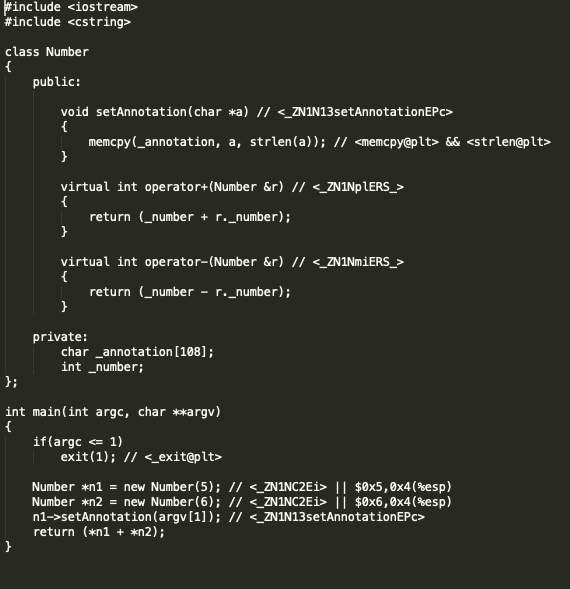 #include <iostream>
#include <cstring>

class Number
{
    public:

        void setAnnotation(char *a) // <_ZN1N13setAnnotationEPc>
        {
            memcpy(_annotation, a, strlen(a)); // <memcpy@plt> && <strlen@plt>
        }

        virtual int operator+(Number &r) // <_ZN1NplERS_>
        {
            return (_number + r._number);
        }

        virtual int operator-(Number &r) // <_ZN1NmiERS_>
        {
            return (_number - r._number);
        }

    private:
        char _annotation[108];
        int _number;
};

int main(int argc, char **argv)
{
    if(argc <= 1)
        exit(1); // <_exit@plt>

    Number *n1 = new Number(5); // <_ZN1NC2Ei> || $0x5,0x4(%esp)
    Number *n2 = new Number(6); // <_ZN1NC2Ei> || $0x6,0x4(%esp)
    n1->setAnnotation(argv[1]); // <_ZN1N13setAnnotationEPc>
    return (*n1 + *n2);
}